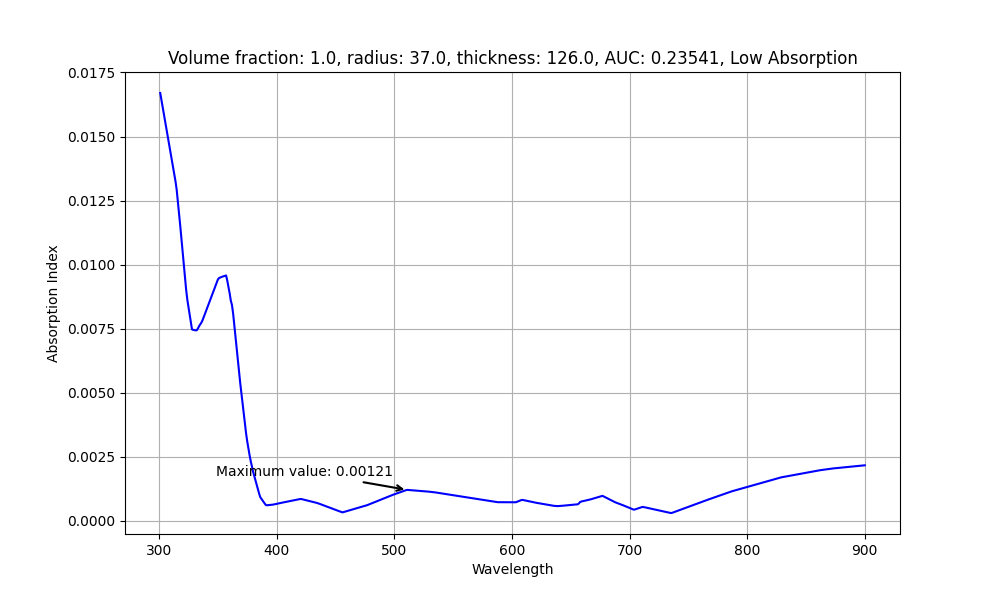 Volume fraction: 1.0, radius: 37.0, thickness: 126.0, AUC: 0.23541, Low Absorption
0.0175
0.0150
0.0125
0.0100
0.0075
0.0050
0.0025
0.0000
Absorption Index
Maximum value: 0.00121
300 400 500 600 700 800 900
Wavelength